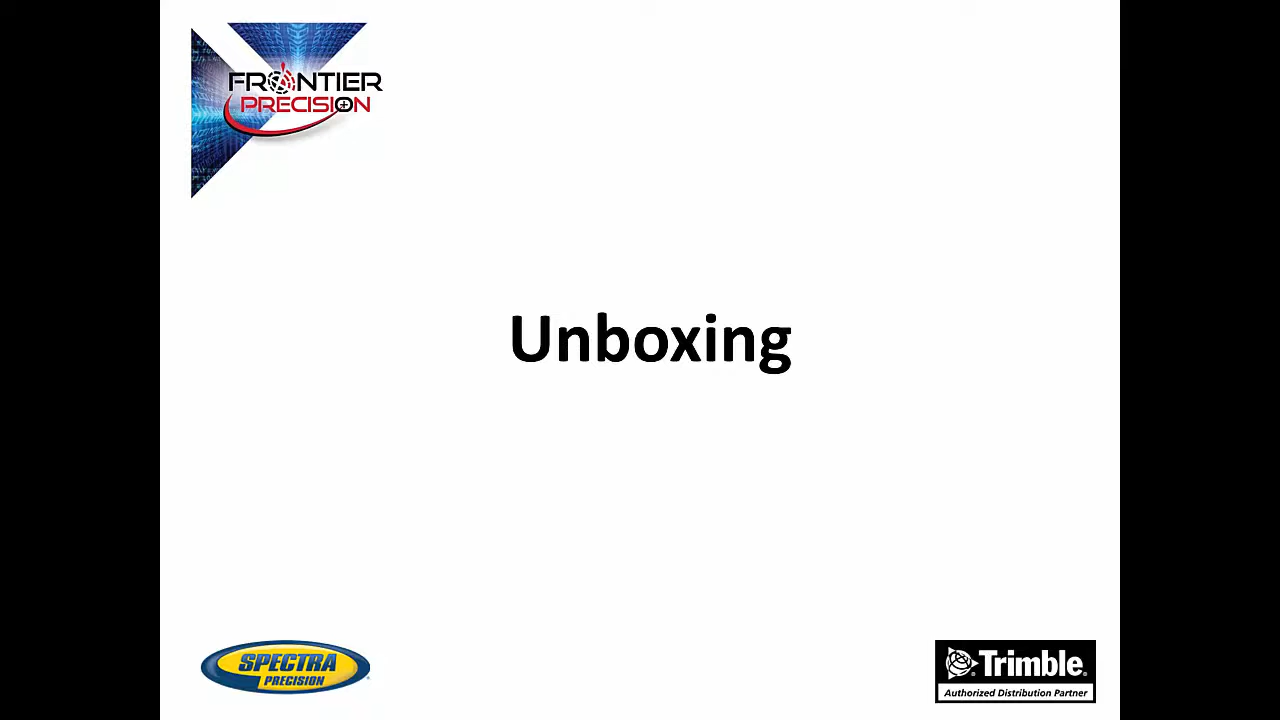 FRONTIER
PRECISION
Unboxing
SPECTRA
PRECISION
Trimble
Authorized Distribution Partner